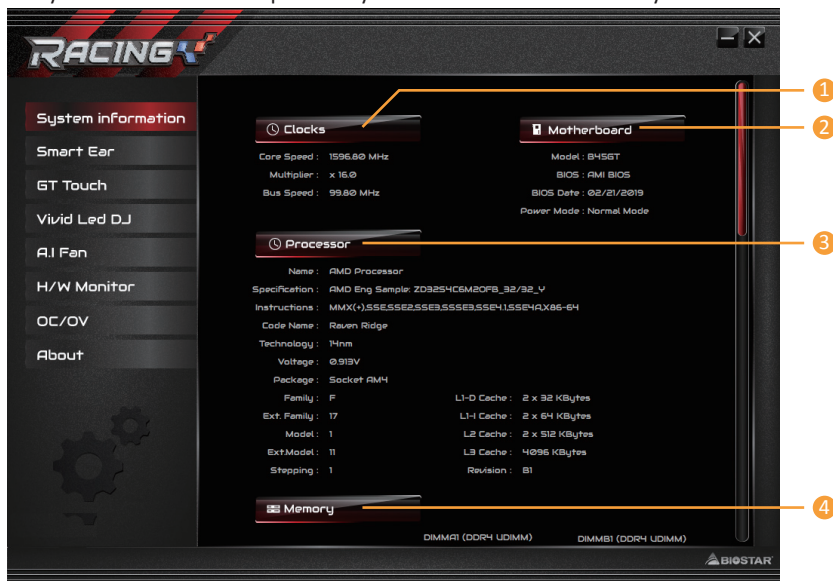 RACING
System information
Smart Ear
GT Touch
Vivid Led DJ
A.I Fan
H/W Monitor
OC/OV
About
Clocks
1
Core Speed : 1596.80 MHz
Multiplier : x 16.0
Bus Speed : 99.80 MHz
Motherboard
2
Model : B45GT
BIOS : AMI BIOS
BIOS Date : 02/21/2019
Power Mode : Normal Mode
Processor
3
Name : AMD Processor
Specification : AMD Eng Sample: ZD32S4C6M2OFB_32/32_Y
Instructions : MMX(+),SSE,SSE2,SSE3,SSSE3,SSE4.1,SSE4A,X86-64
Code Name : Raven Ridge
Technology : 14nm
Voltage : 0.913V
Package : Socket AM4
Family : F
Ext. Family : 17
Model : 1
Ext.Model : 11
Stepping : 1
L1-D Cache : 2 x 32 KBytes
L1-I Cache : 2 x 64 KBytes
L2 Cache : 2 x 512 KBytes
L3 Cache : 4096 KBytes
Revision : B1
Memory
4
DIMMA1 (DDR4 UDIMM) DIMMB1 (DDR4 UDIMM)
BIOSTAR